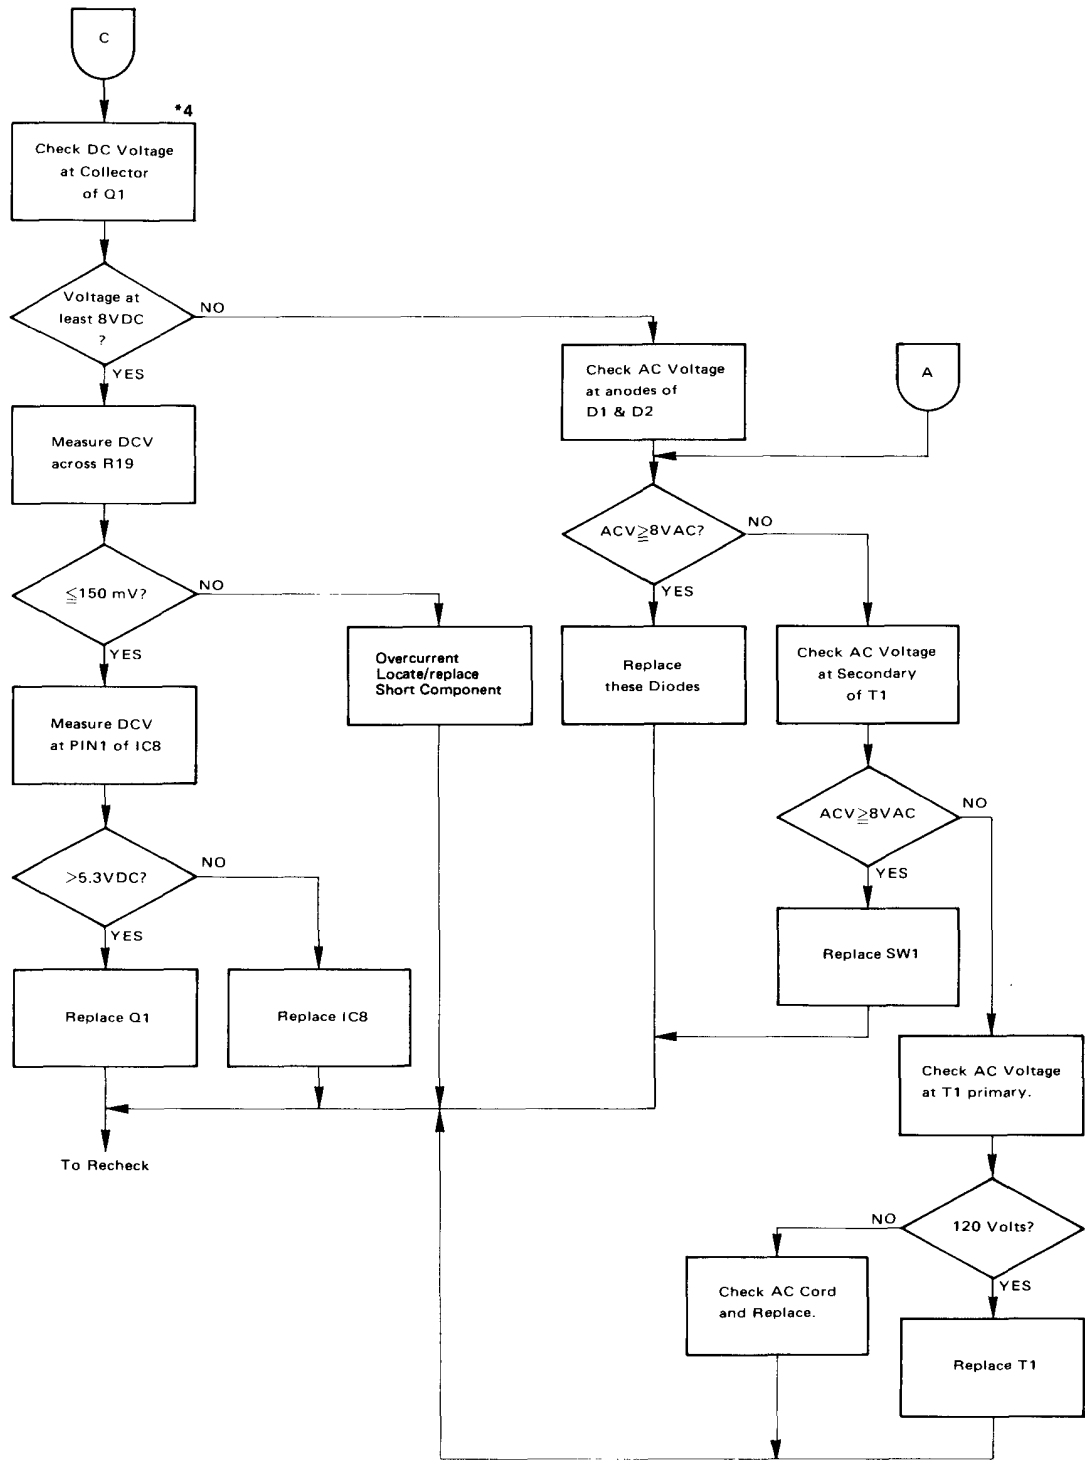 C
*4
Check DC Voltage
at Collector
of Q1
Voltage at
least 8VDC
?
NO
YES
Check AC Voltage
at anodes of
D1 & D2
A
Measure DCV
across R19
ACV≧8VAC?
NO
YES
≦150 mV?
NO
YES
Overcurrent
Locate/replace
Short Component
Replace
these Diodes
Check AC Voltage
at Secondary
of T1
Measure DCV
at PIN1 of IC8
ACV≧8VAC
NO
YES
>5.3VDC?
NO
YES
Replace SW1
Replace Q1
Replace IC8
Check AC Voltage
at T1 primary.
To Recheck
120 Volts?
NO
YES
Check AC Cord
and Replace.
Replace T1